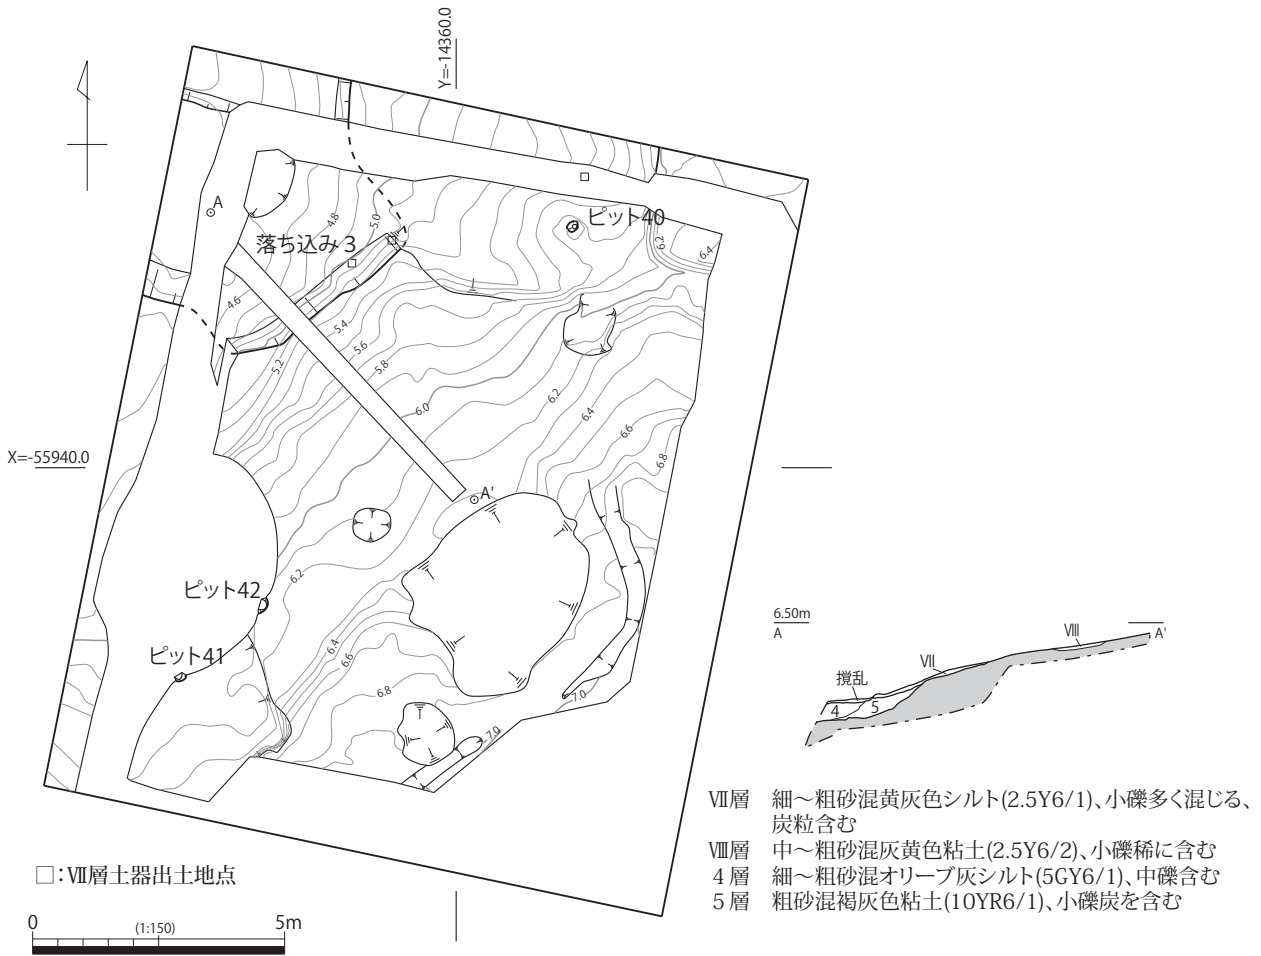 Y=-14360.0
A
ピット40
落ち込み3
4.8
5.0
6.2
6.4
4.6
5.4
5.6
5.8
5.2
6.0
6.2
6.4
6.6
6.8
X=-55940.0
A'
ピット42
6.2
ピット41
6.4
6.6
6.8
7.0
7.0
6.50m
A
Ⅷ
A'
Ⅶ
撹乱
4
5
Ⅶ層 細～粗砂混黄灰色シルト(2.5Y6/1)、小礫多く混じる、
炭粒含む
Ⅷ層 中～粗砂混灰黄色粘土(2.5Y6/2)、小礫稀に含む
4層 細～粗砂混オリーブ灰シルト(5GY6/1)、中礫含む
5層 粗砂混褐灰色粘土(10YR6/1)、小礫炭を含む
□：Ⅶ層土器出土地点
0 (1:150) 5m